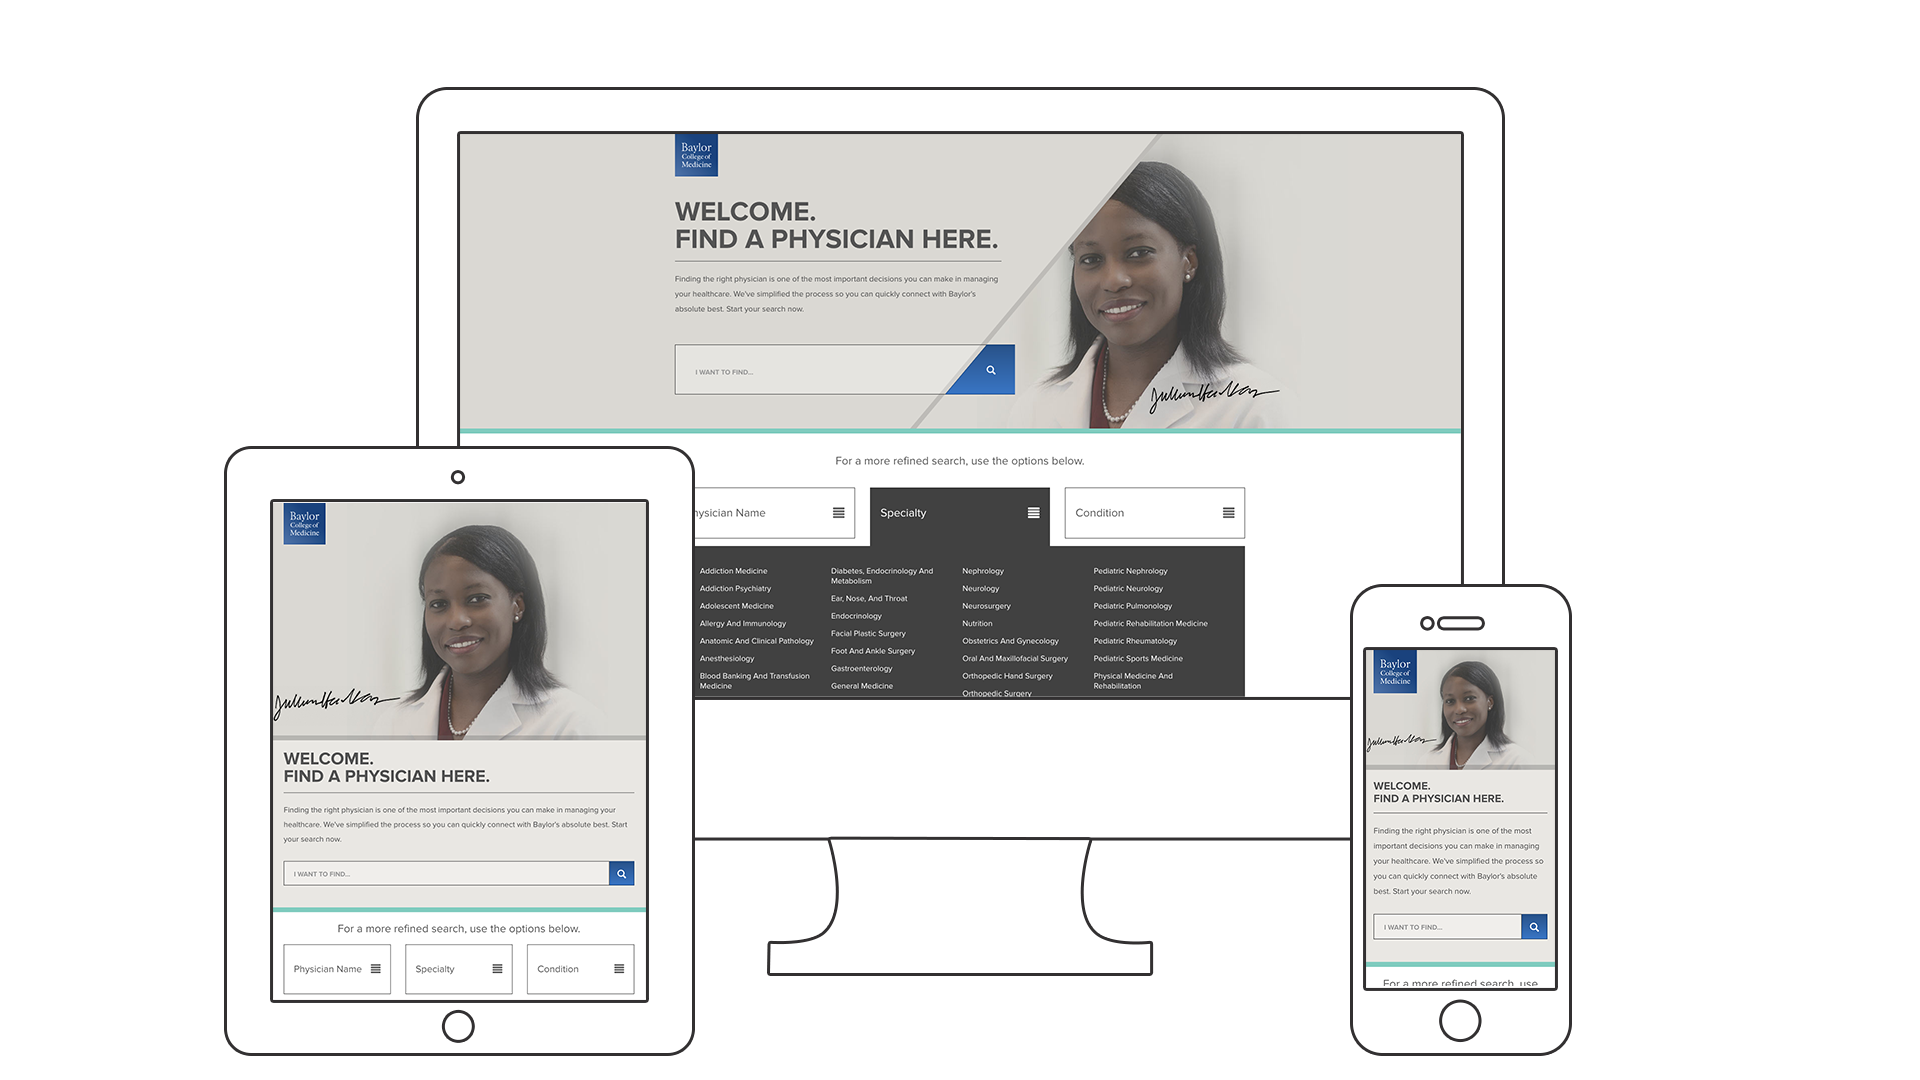 Baylor
College of
Medicine
WELCOME.
FIND A PHYSICIAN HERE.
Finding the right physician is one of the most important decisions you can make in managing
your healthcare. We've simplified the process so you can quickly connect with Baylor's
absolute best. Start your search now.
I WANT TO FIND...
For a more refined search, use the options below.
hysician Name
Specialty
Condition
Addiction Medicine
Addiction Psychiatry
Adolescent Medicine
Allergy And Immunology
Anatomic And Clinical Pathology
Anesthesiology
Blood Banking And Transfusion
Medicine
Diabetes, Endocrinology And
Metabolism
Ear, Nose, And Throat
Endocrinology
Facial Plastic Surgery
Foot And Ankle Surgery
Gastroenterology
General Medicine
Nephrology
Neurology
Neurosurgery
Nutrition
Obstetrics And Gynecology
Oral And Maxillofacial Surgery
Orthopedic Hand Surgery
Orthopedic Surgery
Pediatric Nephrology
Pediatric Neurology
Pediatric Pulmonology
Pediatric Rehabilitation Medicine
Pediatric Rheumatology
Pediatric Sports Medicine
Physical Medicine And
Rehabilitation
Baylor
College of
Medicine
WELCOME.
FIND A PHYSICIAN HERE.
Finding the right physician is one of the most important decisions you can make in managing your
healthcare. We've simplified the process so you can quickly connect with Baylor's absolute best. Start
your search now.
I WANT TO FIND...
For a more refined search, use the options below.
Physician Name
Specialty
Condition
Baylor
College of
Medicine
WELCOME.
FIND A PHYSICIAN HERE.
Finding the right physician is one of the most
important decisions you can make in managing
your healthcare. We've simplified the process so
you can quickly connect with Baylor's absolute
best. Start your search now.
I WANT TO FIND...
For a more refined search, use